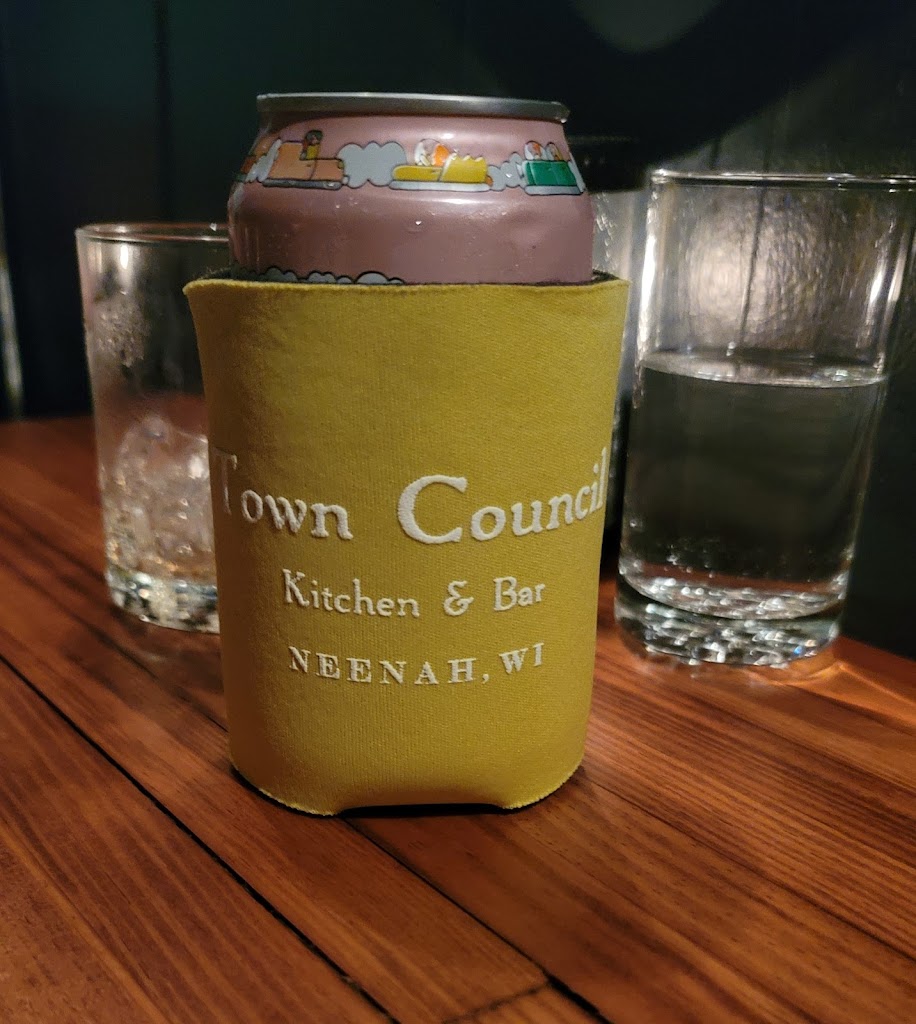 Town Council
Kitchen & Bar
NEENAH, WI